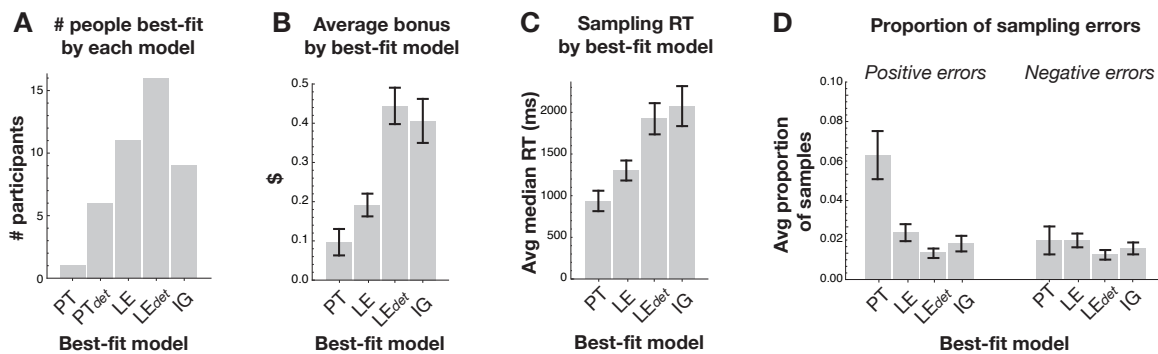 A
# people best-fit
by each model
# participants
15
10
5
0
PT
PTdet
LE
LEdet
IG
Best-fit model
B
Average bonus
by best-fit model
$
0.5
0.4
0.3
0.2
0.1
0.0
PT
LE
LEdet
IG
Best-fit model
C
Sampling RT
by best-fit model
Avg median RT (ms)
2000
1500
1000
500
0
PT
LE
LEdet
IG
Best-fit model
D
Proportion of sampling errors
Positive errors
Negative errors
Avg proportion
of samples
0.10
0.08
0.06
0.04
0.02
0.00
PT
LE
LEdet
IG
PT
LE
LEdet
IG
Best-fit model